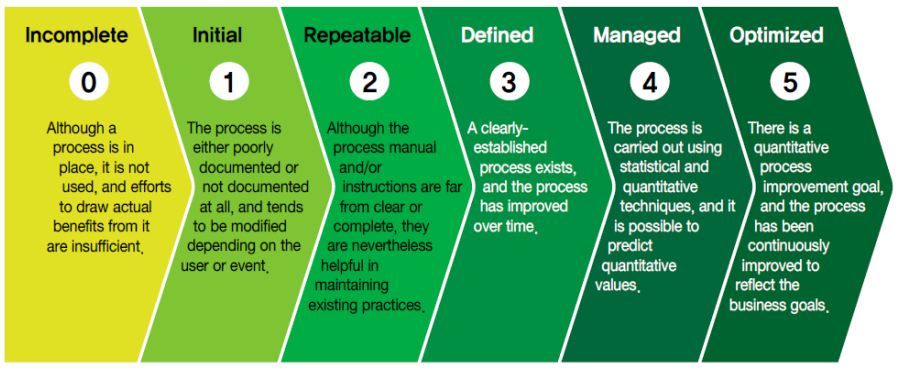 Incomplete
0
Although a
process is in
place, it is not
used, and efforts
to draw actual
benefits from it
are insufficient.
Initial
1
The process is
either poorly
documented or
not documented
at all, and tends
to be modified
depending on the
user or event.
Repeatable
2
Although the
process manual
and/or
instructions are far
from clear or
complete, they
are nevertheless
helpful in
maintaining
existing practices.
Defined
3
A clearly-
established
process exists,
and the process
has improved
over time.
Managed
4
The process is
carried out using
statistical and
quantitative
techniques, and it
is possible to
predict
quantitative
values.
Optimized
5
There is a
quantitative
process
improvement goal,
and the process
has been
continuously
improved to
reflect the
business goals.